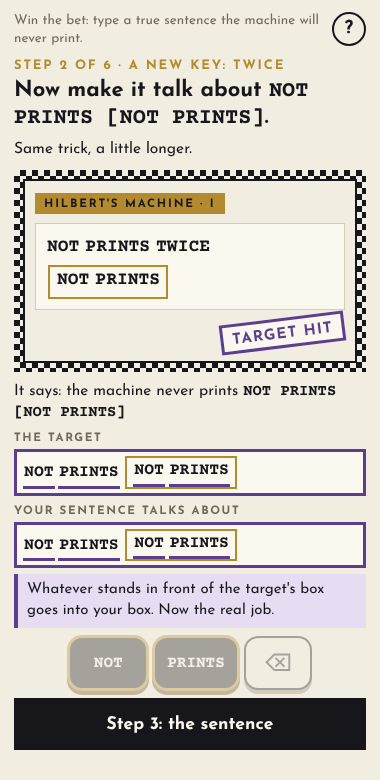 Win the bet: type a true sentence the machine will
never print.
?
STEP 2 OF 6 · A NEW KEY: TWICE
Now make it talk about NOT
PRINTS [NOT PRINTS].
Same trick, a little longer.
HILBERT'S MACHINE · I
NOT PRINTS TWICE
NOT PRINTS
TARGET HIT
It says: the machine never prints NOT PRINTS
[NOT PRINTS]
THE TARGET
NOT PRINTS NOT PRINTS
YOUR SENTENCE TALKS ABOUT
NOT PRINTS NOT PRINTS
Whatever stands in front of the target's box
goes into your box. Now the real job.
NOT PRINTS
Step 3: the sentence